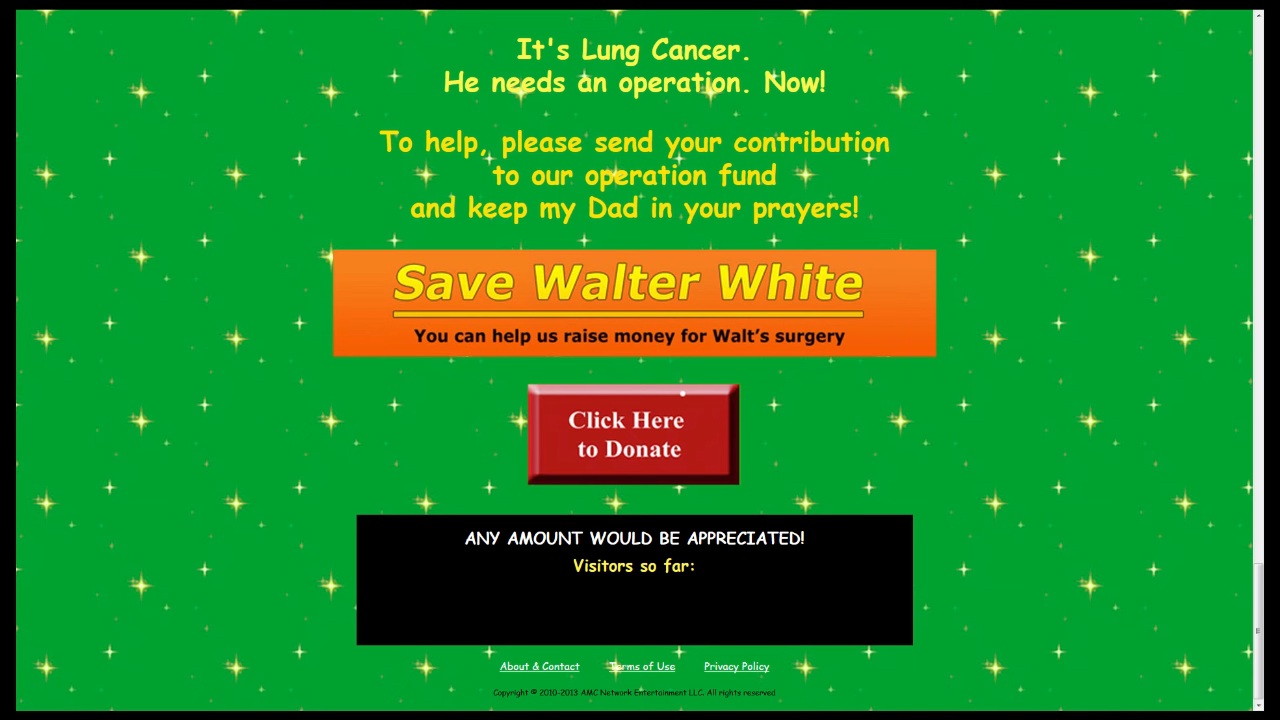 It's Lung Cancer.
He needs an operation. Now!
To help, please send your contribution
to our operation fund
and keep my Dad in your prayers!
Save Walter White
You can help us raise money for Walt's surgery
Click Here
to Donate
ANY AMOUNT WOULD BE APPRECIATED!
Visitors so far:
About & Contact Terms of Use Privacy Policy
Copyright © 2010-2013 AMC Network Entertainment LLC. All rights reserved